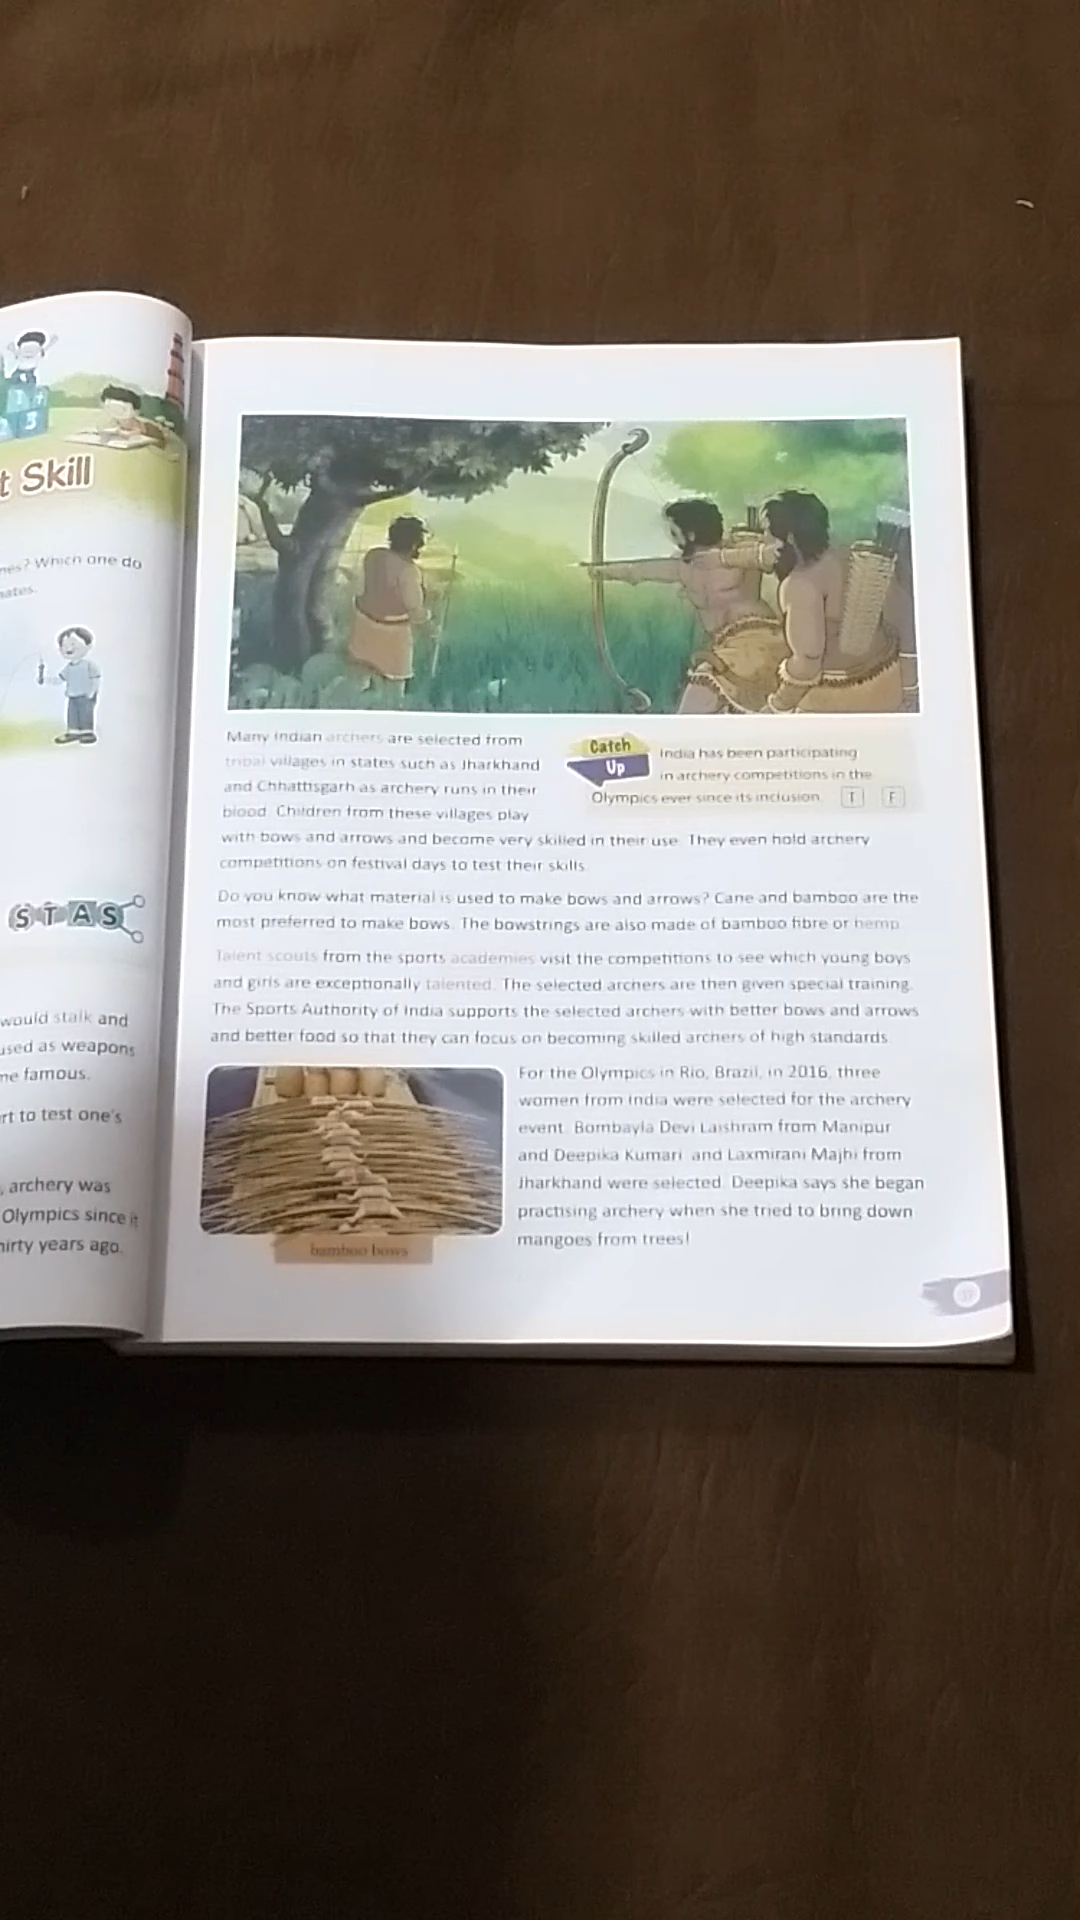 1
2
3
t Skill
nes? Which one do
nates.
STAS
would stalk and
used as weapons
me famous.
rt to test one's
, archery was
Olympics since it
hirty years ago.
Many Indian archers are selected from
tribal villages in states such as Jharkhand
and Chhattisgarh as archery runs in their
blood. Children from these villages play
with bows and arrows and become very skilled in their use. They even hold archery
competitions on festival days to test their skills.
Catch
Up
India has been participating
in archery competitions in the
Olympics ever since its inclusion. T F
Do you know what material is used to make bows and arrows? Cane and bamboo are the
most preferred to make bows. The bowstrings are also made of bamboo fibre or hemp.
Talent scouts from the sports academies visit the competitions to see which young boys
and girls are exceptionally talented. The selected archers are then given special training.
The Sports Authority of India supports the selected archers with better bows and arrows
and better food so that they can focus on becoming skilled archers of high standards.
For the Olympics in Rio, Brazil, in 2016, three
women from India were selected for the archery
event. Bombayla Devi Laishram from Manipur
and Deepika Kumari and Laxmirani Majhi from
Jharkhand were selected. Deepika says she began
practising archery when she tried to bring down
mangoes from trees!
bamboo bows